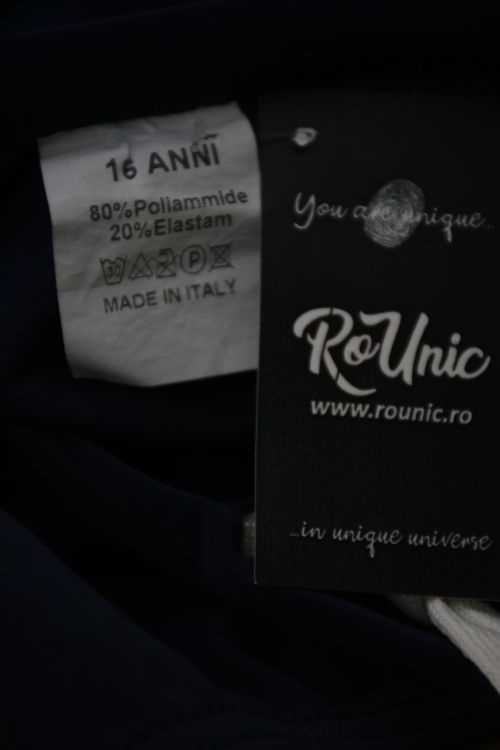 16 ANNI
80%Poliammide
20%Elastam
P
MADE IN ITALY
You are unique...
RoUnic
www.rounic.ro
...in unique universe